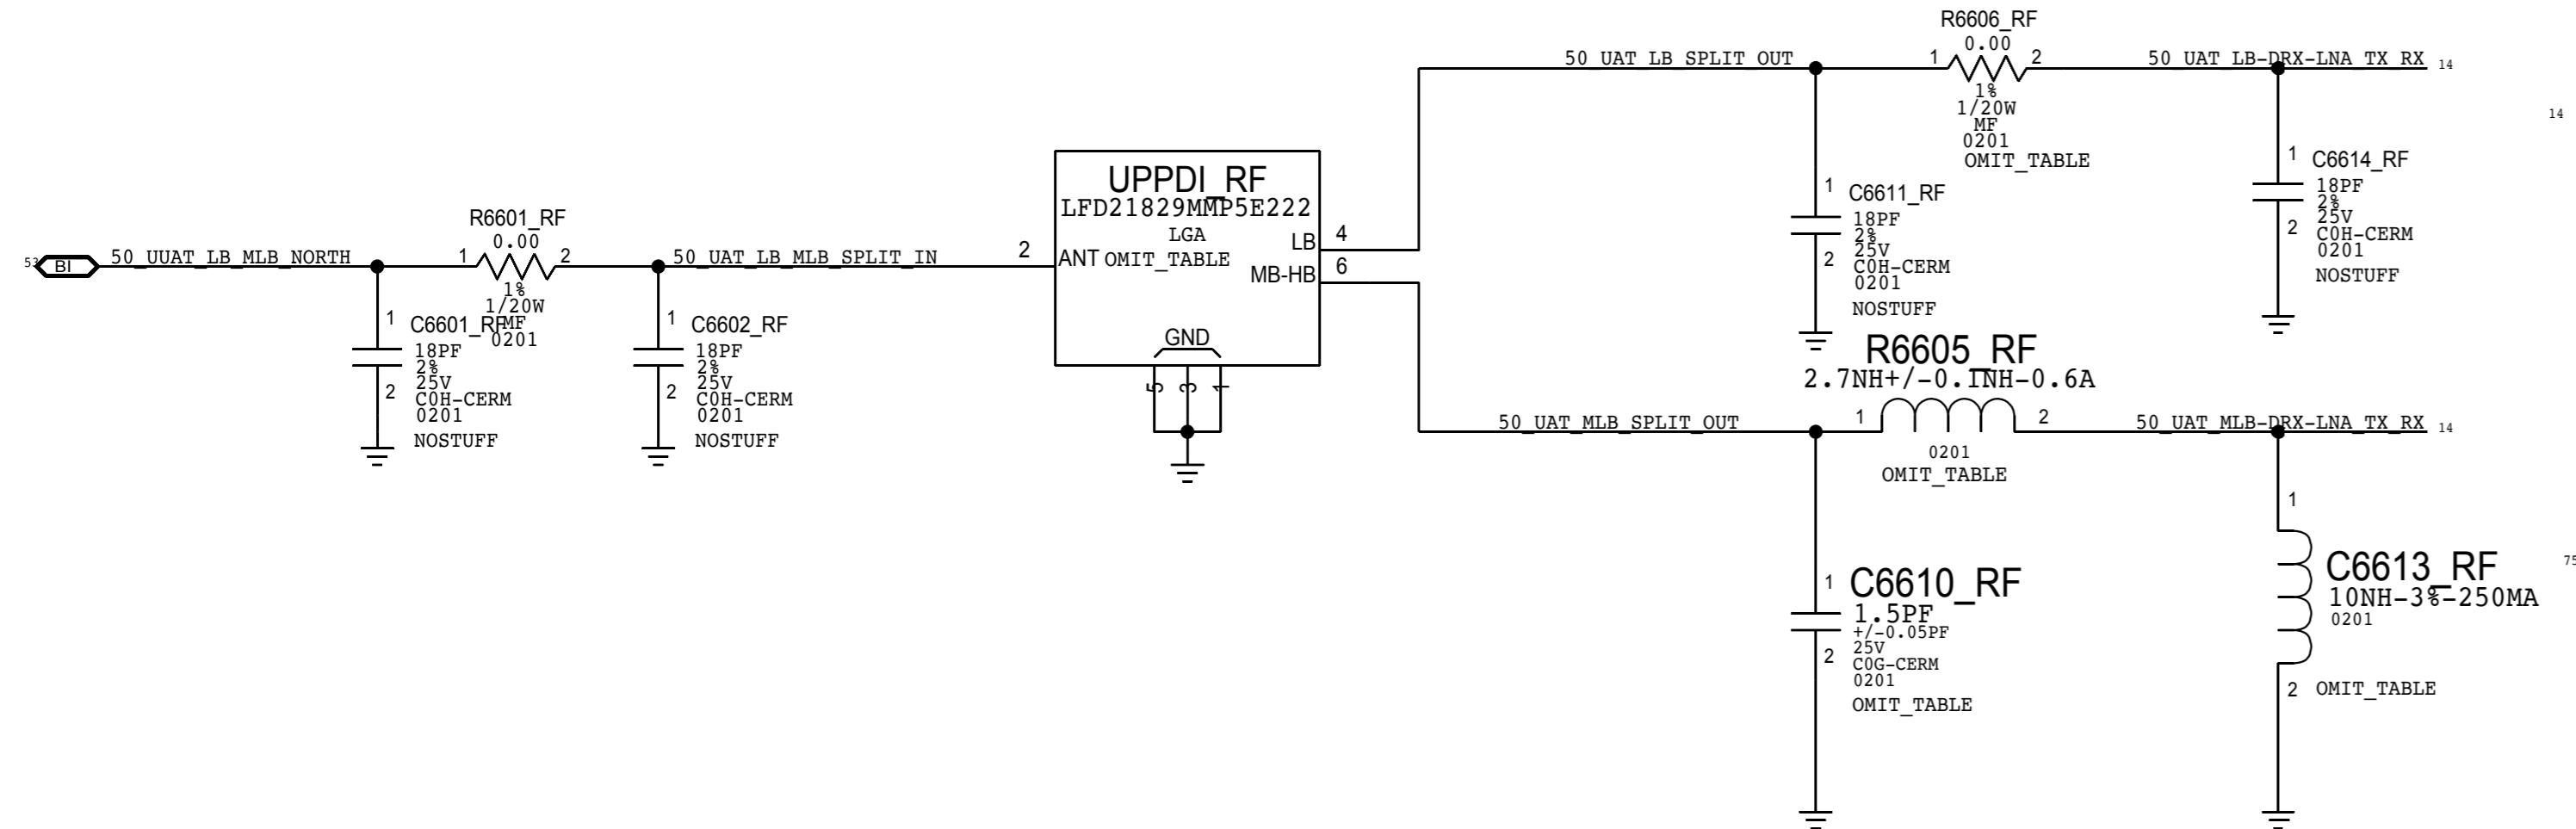 53
BI
50_UUAT_LB_MLB_NORTH
R6601_RF
0.00
1
2
1%
1/20W
MF
0201
C6601_RF
1
18PF
2%
25V
2
C0H-CERM
0201
NOSTUFF
50_UAT_LB_MLB_SPLIT_IN
C6602_RF
1
18PF
2%
25V
2
C0H-CERM
0201
NOSTUFF
2
UPPDI_RF
LFD21829MMP5E222
LGA
ANT OMIT_TABLE
LB
4
MB-HB
6
GND
5
3
1
50_UAT_LB_SPLIT_OUT
R6606_RF
0.00
1
2
1%
1/20W
MF
0201
OMIT_TABLE
50_UAT_LB-DRX-LNA_TX_RX
14
14
1
C6611_RF
18PF
2%
25V
2
C0H-CERM
0201
NOSTUFF
1
C6614_RF
18PF
2%
25V
2
C0H-CERM
0201
NOSTUFF
R6605_RF
2.7NH+/-0.1NH-0.6A
50_UAT_MLB_SPLIT_OUT
1
2
0201
OMIT_TABLE
50_UAT_MLB-DRX-LNA_TX_RX
14
1
C6610_RF
1.5PF
+/-0.05PF
25V
2
C0G-CERM
0201
OMIT_TABLE
1
C6613_RF
10NH-3%-250MA
0201
2
OMIT_TABLE
75